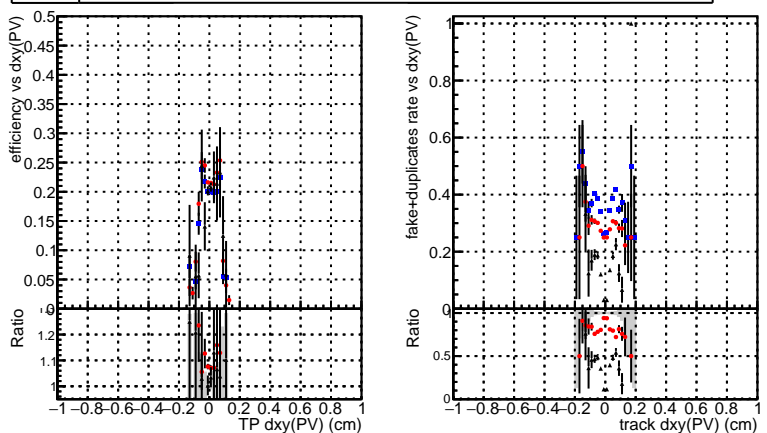 efficiency vs dxy(PV)
0.5
0.45
0.4
0.35
0.3
0.25
0.2
0.15
0.1
0.05
0
Ratio
1.2
1.1
1
−1 −0.8−0.6−0.4−0.2 0 0.2 0.4 0.6 0.8 1
TP dxy(PV) (cm)
fake+duplicates rate vs dxy(PV)
1
0.8
0.6
0.4
0.2
0
Ratio
0.5
−1 −0.8−0.6−0.4−0.2 0 0.2 0.4 0.6 0.8 1
track dxy(PV) (cm)